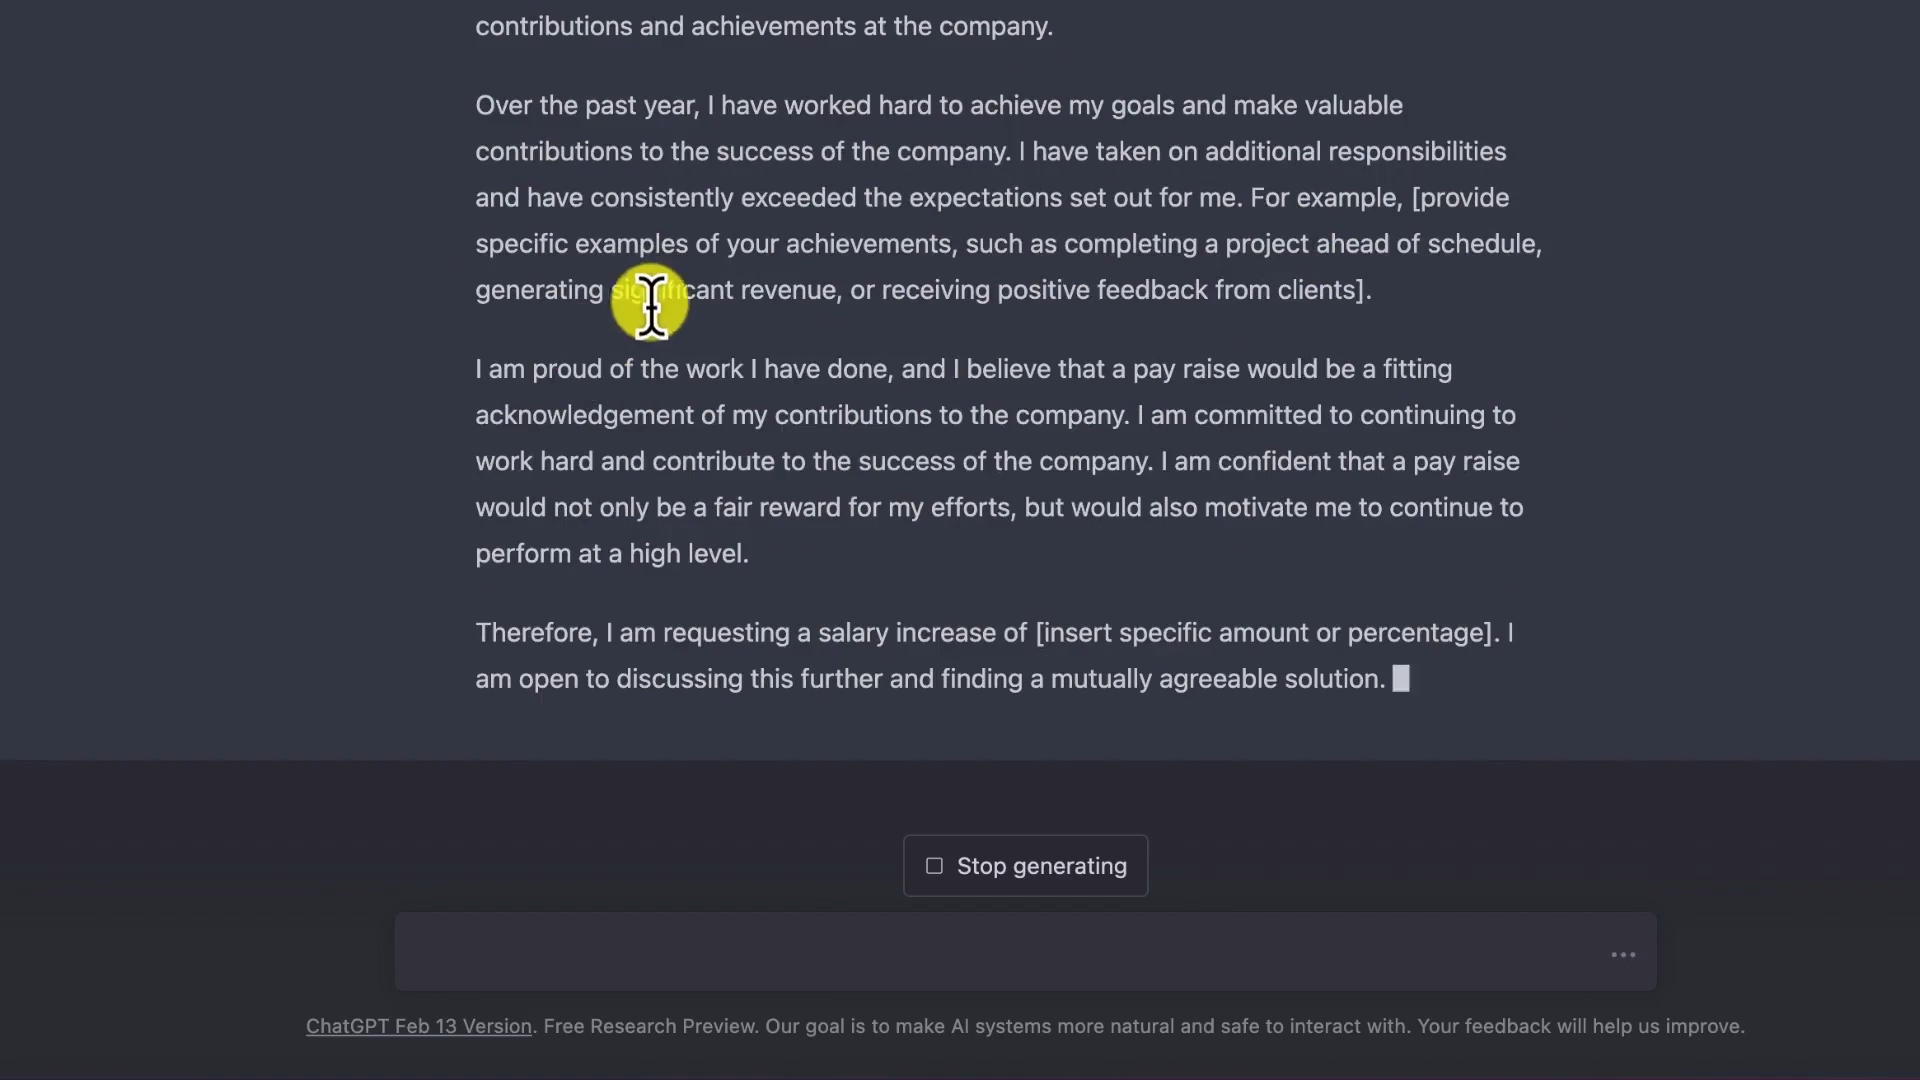 contributions and achievements at the company.
Over the past year, I have worked hard to achieve my goals and make valuable
contributions to the success of the company. I have taken on additional responsibilities
and have consistently exceeded the expectations set out for me. For example, [provide
specific examples of your achievements, such as completing a project ahead of schedule,
generating significant revenue, or receiving positive feedback from clients].
I am proud of the work I have done, and I believe that a pay raise would be a fitting
acknowledgement of my contributions to the company. I am committed to continuing to
work hard and contribute to the success of the company. I am confident that a pay raise
would not only be a fair reward for my efforts, but would also motivate me to continue to
perform at a high level.
Therefore, I am requesting a salary increase of [insert specific amount or percentage]. I
am open to discussing this further and finding a mutually agreeable solution.
Stop generating
ChatGPT Feb 13 Version. Free Research Preview. Our goal is to make AI systems more natural and safe to interact with. Your feedback will help us improve.